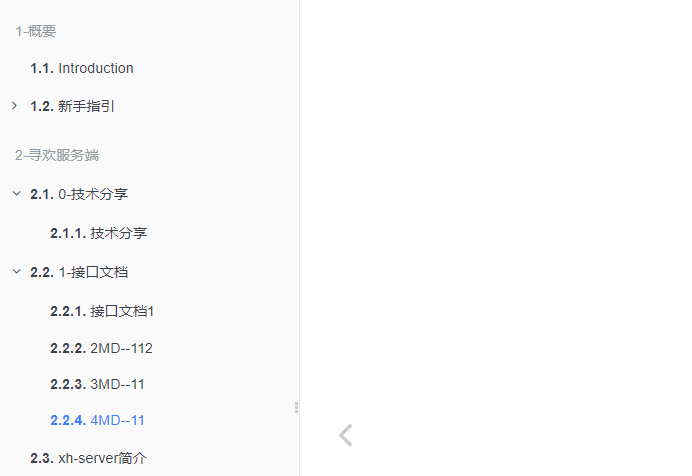 1-概要
1.1. Introduction
1.2. 新手指引
2-寻欢服务端
2.1. 0-技术分享
2.1.1. 技术分享
2.2. 1-接口文档
2.2.1. 接口文档1
2.2.2. 2MD--112
2.2.3. 3MD--11
2.2.4. 4MD--11
2.3. xh-server简介